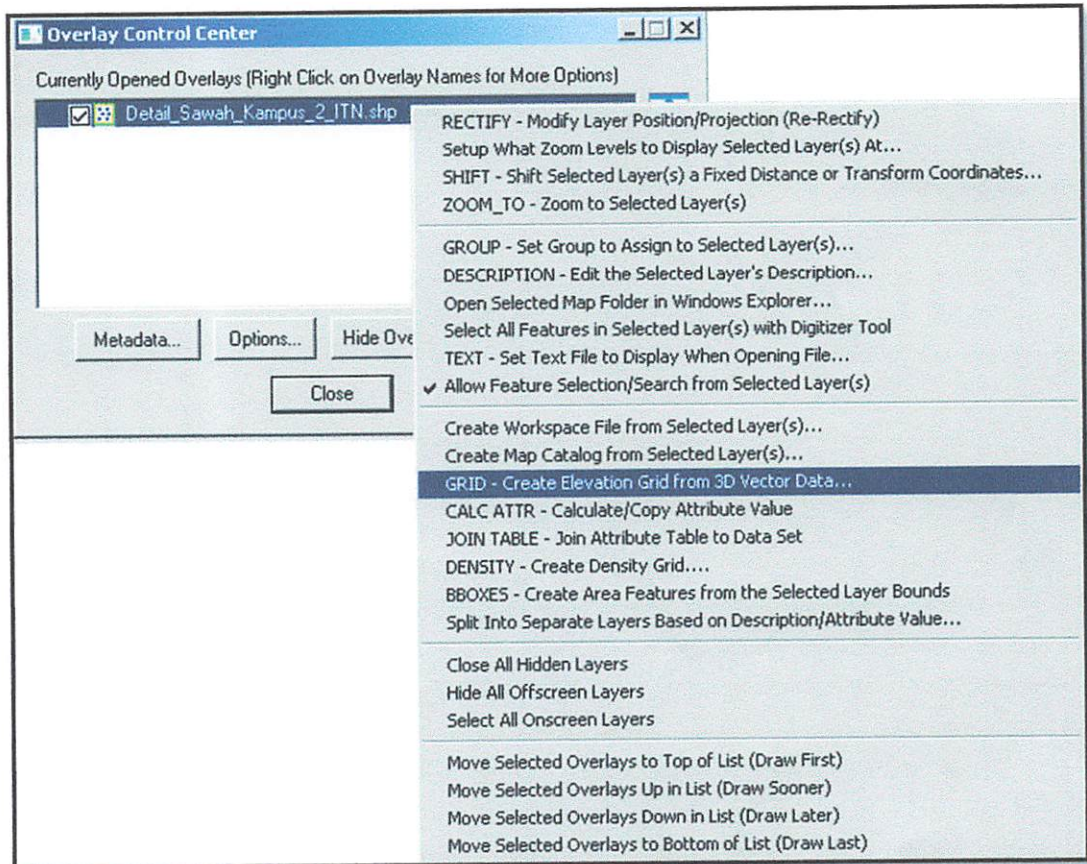 Overlay Control Center
Currently Opened Overlays (Right Click on Overlay Names for More Options)
Detail_Sawah_Kampus_2_ITN.shp
Metadata...
Options...
Hide Ove
Close
RECTIFY - Modify Layer Position/Projection (Re-Rectify)
Setup What Zoom Levels to Display Selected Layer(s) At...
SHIFT - Shift Selected Layer(s) a Fixed Distance or Transform Coordinates...
ZOOM_TO - Zoom to Selected Layer(s)
GROUP - Set Group to Assign to Selected Layer(s)...
DESCRIPTION - Edit the Selected Layer's Description...
Open Selected Map Folder in Windows Explorer...
Select All Features in Selected Layer(s) with Digitizer Tool
TEXT - Set Text File to Display When Opening File...
Allow Feature Selection/Search from Selected Layer(s)
Create Workspace File from Selected Layer(s)...
Create Map Catalog from Selected Layer(s)...
GRID - Create Elevation Grid from 3D Vector Data...
CALC ATTR - Calculate/Copy Attribute Value
JOIN TABLE - Join Attribute Table to Data Set
DENSITY - Create Density Grid....
BBOXES - Create Area Features from the Selected Layer Bounds
Split Into Separate Layers Based on Description/Attribute Value...
Close All Hidden Layers
Hide All Offscreen Layers
Select All Onscreen Layers
Move Selected Overlays to Top of List (Draw First)
Move Selected Overlays Up in List (Draw Sooner)
Move Selected Overlays Down in List (Draw Later)
Move Selected Overlays to Bottom of List (Draw Last)